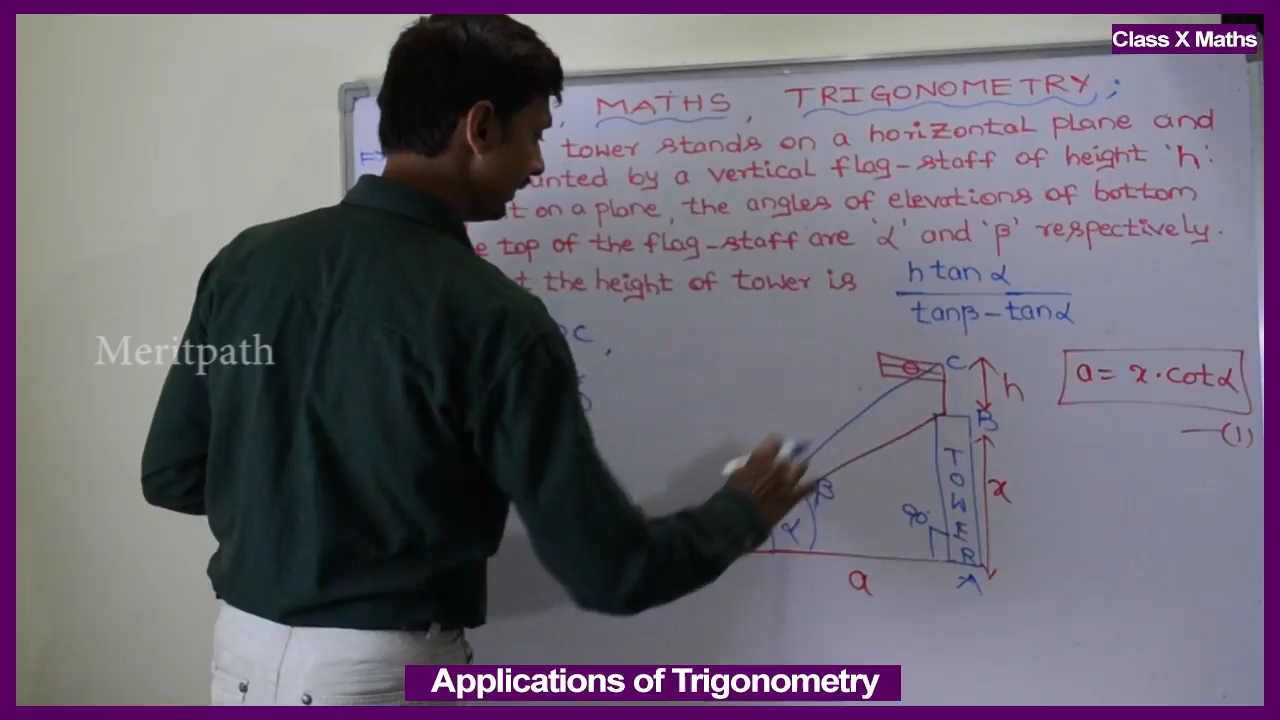 Class X Maths
, MATHS, TRIGONOMETRY;
tower stands on a horizontal plane and
unted by a vertical flag-staff of height 'h'.
t on a plane, the angles of elevations of bottom
e top of the flag-staff are 'α' and 'β' respectively.
t the height of tower is h tan α / tanβ - tanα
C,
Meritpath
C
h
a = x.cotα
B
—(1)
TOWER
x
β
α
90°
a
A
Applications of Trigonometry